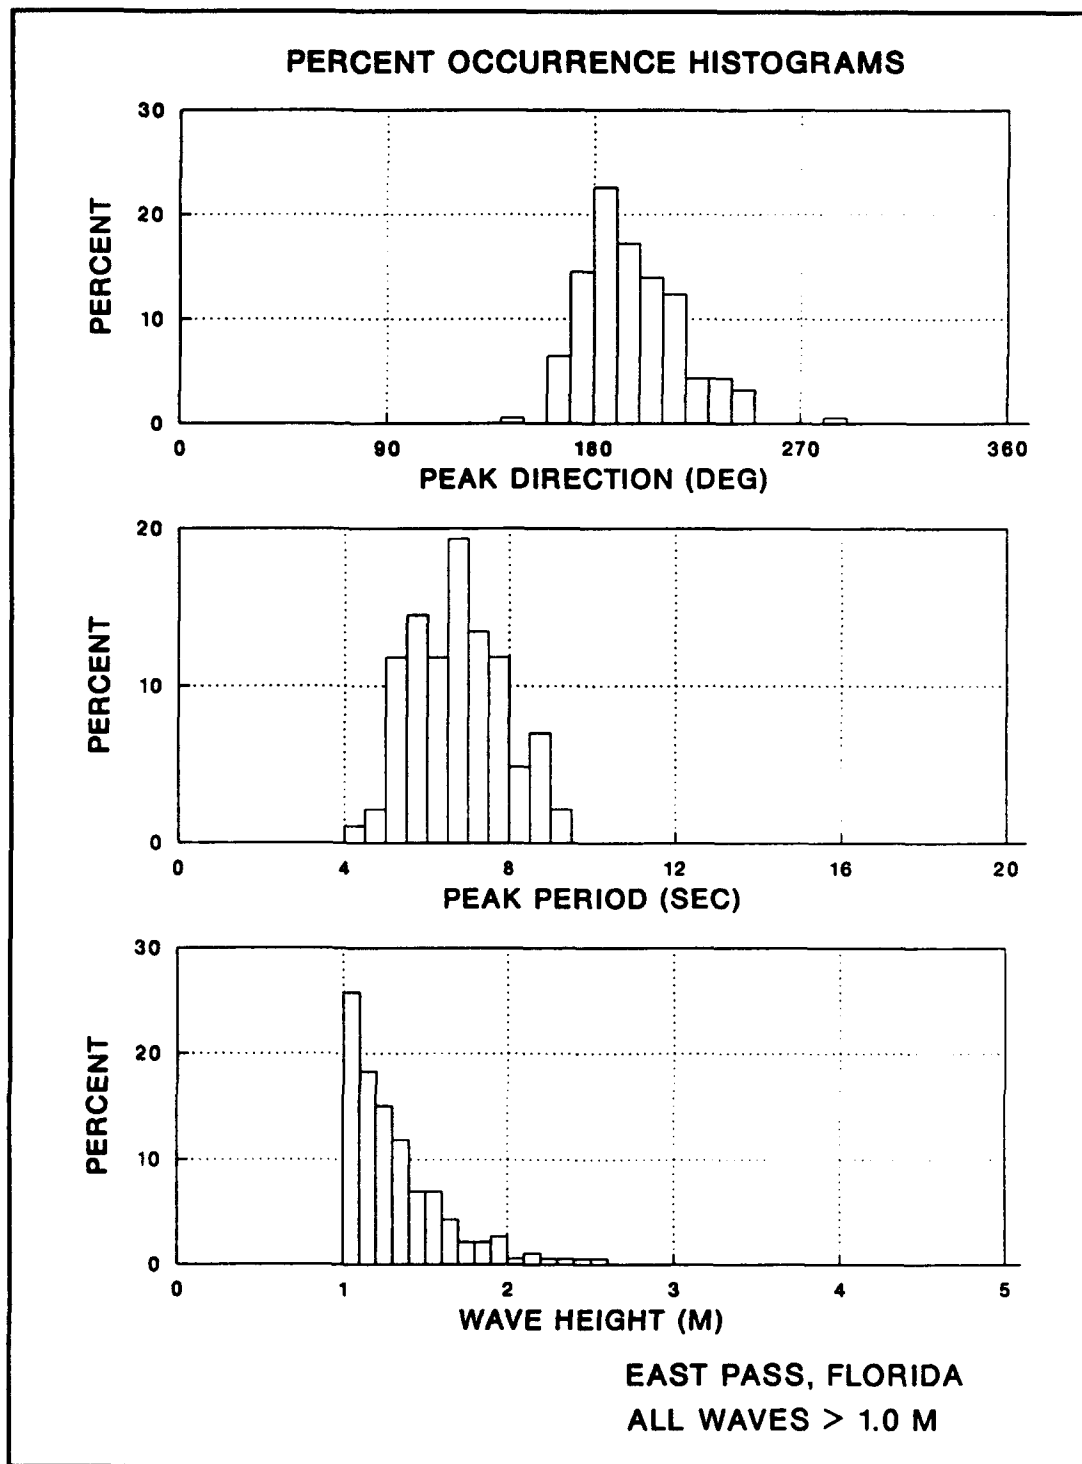 PERCENT OCCURRENCE HISTOGRAMS
30
20
10
0
PERCENT
0 90 180 270 360
PEAK DIRECTION (DEG)
20
10
0
PERCENT
0 4 8 12 16 20
PEAK PERIOD (SEC)
30
20
10
0
PERCENT
0 1 2 3 4 5
WAVE HEIGHT (M)
EAST PASS, FLORIDA
ALL WAVES > 1.0 M